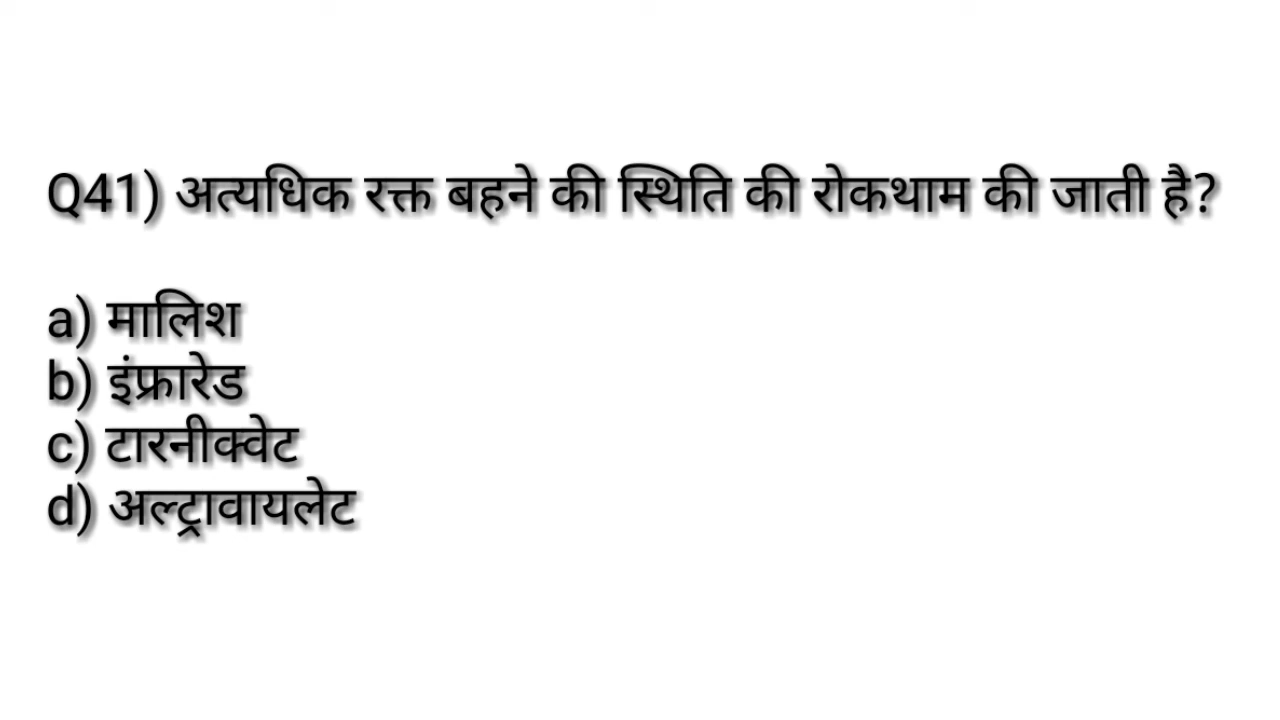 Q41) अत्यधिक रक्त बहने की स्थिति की रोकथाम की जाती है?
a) मालिश
b) इंफ्रारेड
c) टारनीक्वेट
d) अल्ट्रावायलेट